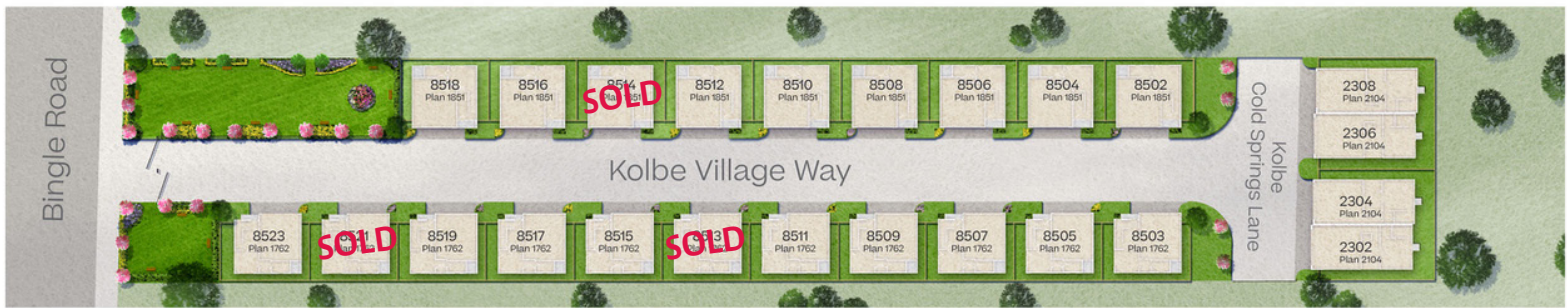 Bingle Road
8518
Plan 1851
8516
Plan 1851
8514
Plan 1851
SOLD
8512
Plan 1851
8510
Plan 1851
8508
Plan 1851
8506
Plan 1851
8504
Plan 1851
8502
Plan 1851
Kolbe Village Way
Kolbe
Cold Springs Lane
2308
Plan 2104
2306
Plan 2104
2304
Plan 2104
2302
Plan 2104
8523
Plan 1762
SOLD
8519
Plan 1762
8517
Plan 1762
8515
Plan 1762
SOLD
8511
Plan 1762
8509
Plan 1762
8507
Plan 1762
8505
Plan 1762
8503
Plan 1762